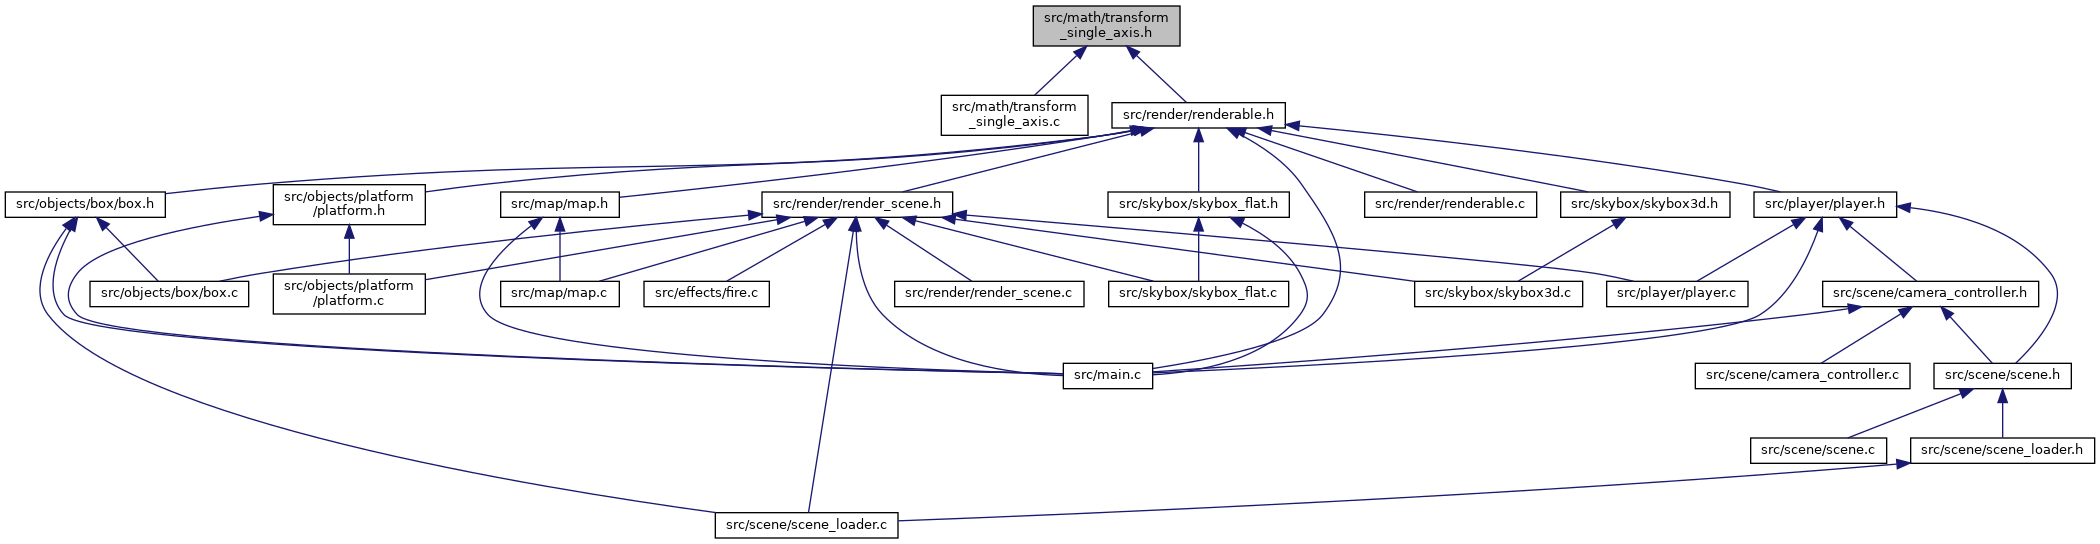 src/math/transform
_single_axis.h
src/math/transform
_single_axis.c
src/render/renderable.h
src/objects/box/box.h
src/objects/platform
/platform.h
src/map/map.h
src/render/render_scene.h
src/skybox/skybox_flat.h
src/render/renderable.c
src/skybox/skybox3d.h
src/player/player.h
src/objects/box/box.c
src/objects/platform
/platform.c
src/map/map.c
src/effects/fire.c
src/render/render_scene.c
src/skybox/skybox_flat.c
src/skybox/skybox3d.c
src/player/player.c
src/scene/camera_controller.h
src/main.c
src/scene/camera_controller.c
src/scene/scene.h
src/scene/scene.c
src/scene/scene_loader.h
src/scene/scene_loader.c